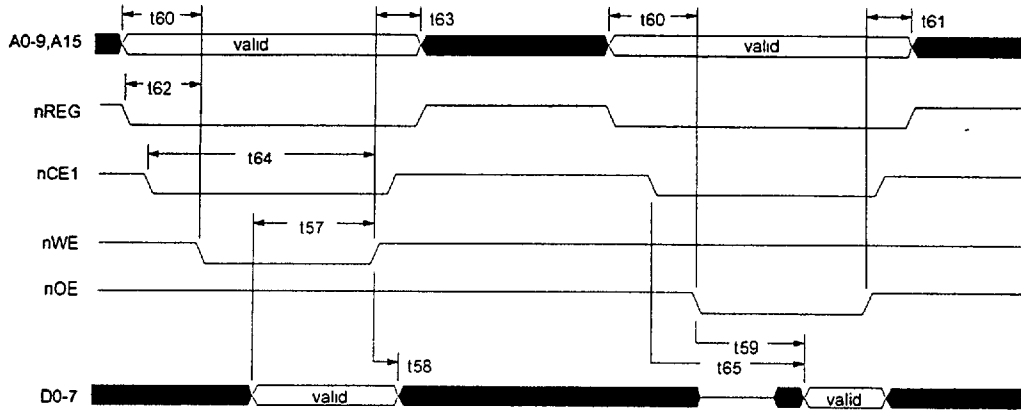 t60 t63 t60 t61
A0-9,A15 valid valid
t62
nREG
t64
nCE1
t57
nWE
nOE
t59
t58 t65
D0-7 valid valid